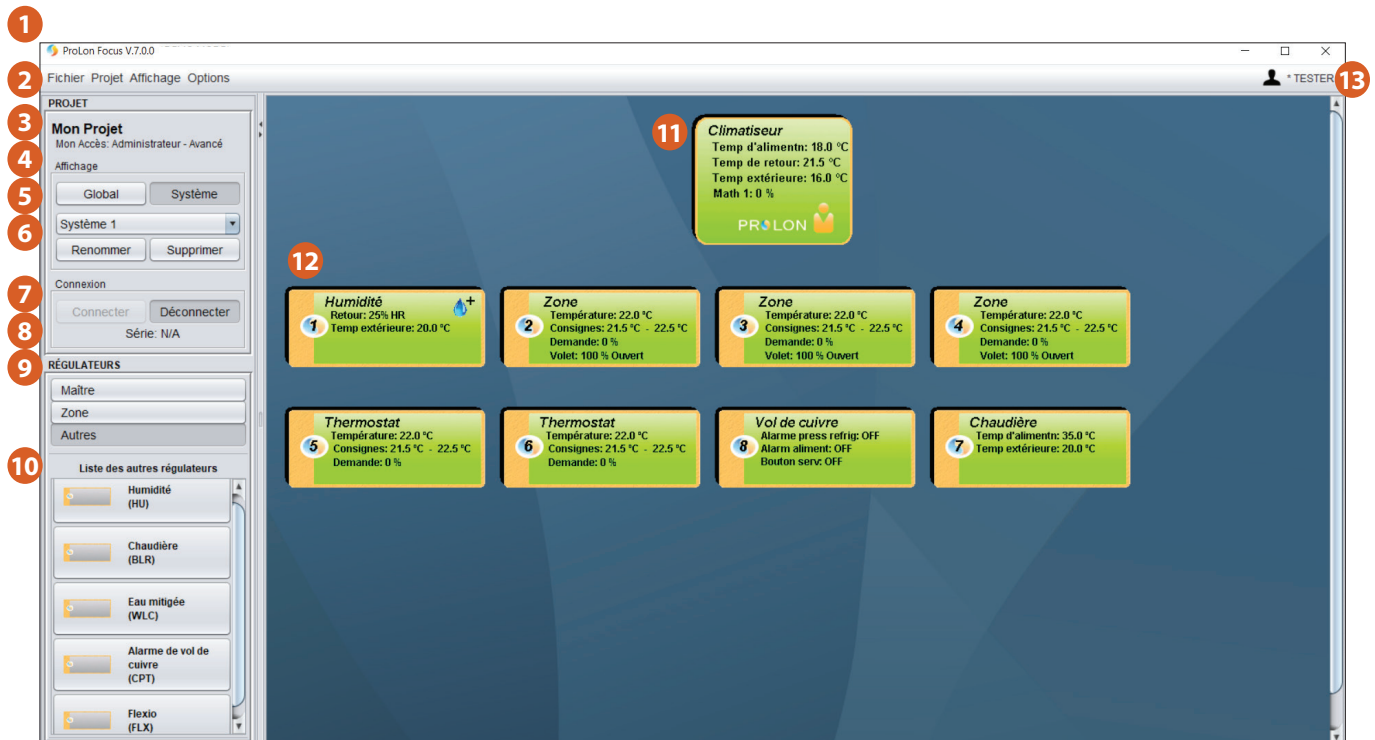 1
ProLon Focus V.7.0.0
2
Fichier Projet Affichage Options
° TESTER
13
PROJET
3
Mon Projet
Mon Accès: Administrateur - Avancé
4
Affichage
5
Global Système
6
Système 1
Renommer Supprimer
7
Connexion
Connecter Déconnecter
8
Série: N/A
9
RÉGULATEURS
Maître
Zone
Autres
10
Liste des autres régulateurs
Humidité
(HU)
Chaudière
(BLR)
Eau mitigée
(WLC)
Alarme de vol de
cuivre
(CPT)
Flexio
(FLX)
11
Climatiseur
Temp d'alimentn: 18.0 °C
Temp de retour: 21.5 °C
Temp extérieure: 16.0 °C
Math 1: 0 %
PROLON
12
1
Humidité
Retour: 25% HR
Temp extérieure: 20.0 °C
2
Zone
Température: 22.0 °C
Consignes: 21.5 °C - 22.5 °C
Demande: 0 %
Volet: 100 % Ouvert
3
Zone
Température: 22.0 °C
Consignes: 21.5 °C - 22.5 °C
Demande: 0 %
Volet: 100 % Ouvert
4
Zone
Température: 22.0 °C
Consignes: 21.5 °C - 22.5 °C
Demande: 0 %
Volet: 100 % Ouvert
5
Thermostat
Température: 22.0 °C
Consignes: 21.5 °C - 22.5 °C
Demande: 0 %
6
Thermostat
Température: 22.0 °C
Consignes: 21.5 °C - 22.5 °C
Demande: 0 %
8
Vol de cuivre
Alarme press refrig: OFF
Alarm aliment: OFF
Bouton serv: OFF
7
Chaudière
Temp d'alimentn: 35.0 °C
Temp extérieure: 20.0 °C